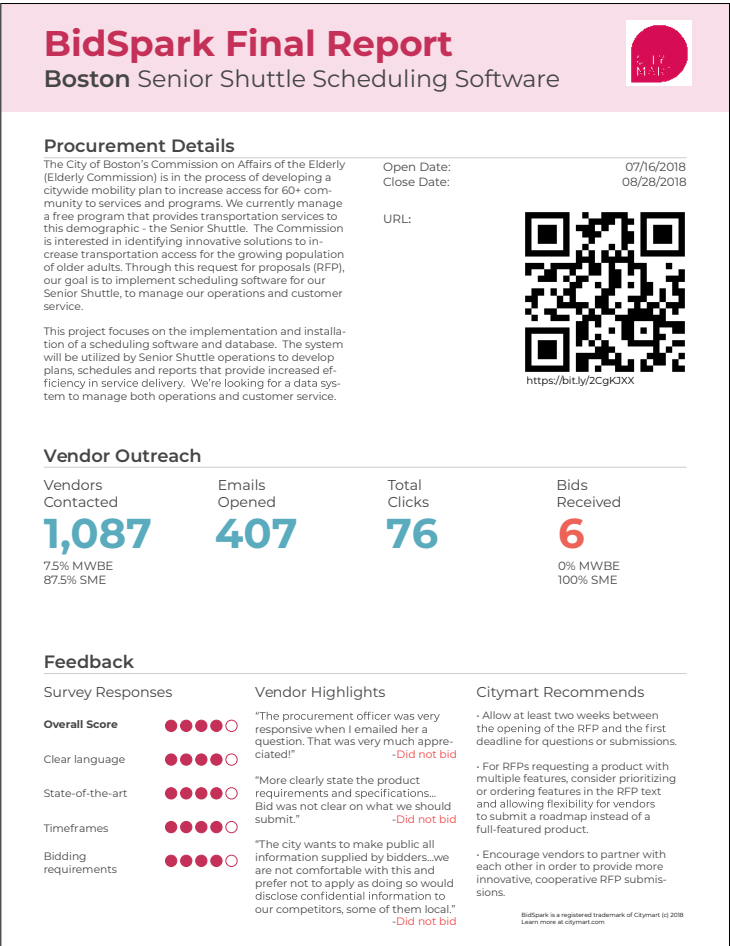 BidSpark Final Report
Boston Senior Shuttle Scheduling Software
CITY
MART
Procurement Details
The City of Boston's Commission on Affairs of the Elderly
(Elderly Commission) is in the process of developing a
citywide mobility plan to increase access for 60+ com-
munity to services and programs. We currently manage
a free program that provides transportation services to
this demographic - the Senior Shuttle.  The Commission
is interested in identifying innovative solutions to in-
crease transportation access for the growing population
of older adults. Through this request for proposals (RFP),
our goal is to implement scheduling software for our
Senior Shuttle, to manage our operations and customer
service.
This project focuses on the implementation and installa-
tion of a scheduling software and database.  The system
will be utilized by Senior Shuttle operations to develop
plans, schedules and reports that provide increased ef-
ficiency in service delivery.  We're looking for a data sys-
tem to manage both operations and customer service.
Open Date: 07/16/2018
Close Date: 08/28/2018
URL:
https://bit.ly/2CgKJXX
Vendor Outreach
Vendors
Contacted
1,087
7.5% MWBE
87.5% SME
Emails
Opened
407
Total
Clicks
76
Bids
Received
6
0% MWBE
100% SME
Feedback
Survey Responses
Overall Score
Clear language
State-of-the-art
Timeframes
Bidding
requirements
Vendor Highlights
“The procurement officer was very
responsive when I emailed her a
question. That was very much appre-
ciated!” -Did not bid
“More clearly state the product
requirements and specifications...
Bid was not clear on what we should
submit.” -Did not bid
“The city wants to make public all
information supplied by bidders...we
are not comfortable with this and
prefer not to apply as doing so would
disclose confidential information to
our competitors, some of them local.”
-Did not bid
Citymart Recommends
• Allow at least two weeks between
the opening of the RFP and the first
deadline for questions or submissions.
• For RFPs requesting a product with
multiple features, consider prioritizing
or ordering features in the RFP text
and allowing flexibility for vendors
to submit a roadmap instead of a
full-featured product.
• Encourage vendors to partner with
each other in order to provide more
innovative, cooperative RFP submis-
sions.
BidSpark is a registered trademark of Citymart (c) 2018
Learn more at citymart.com